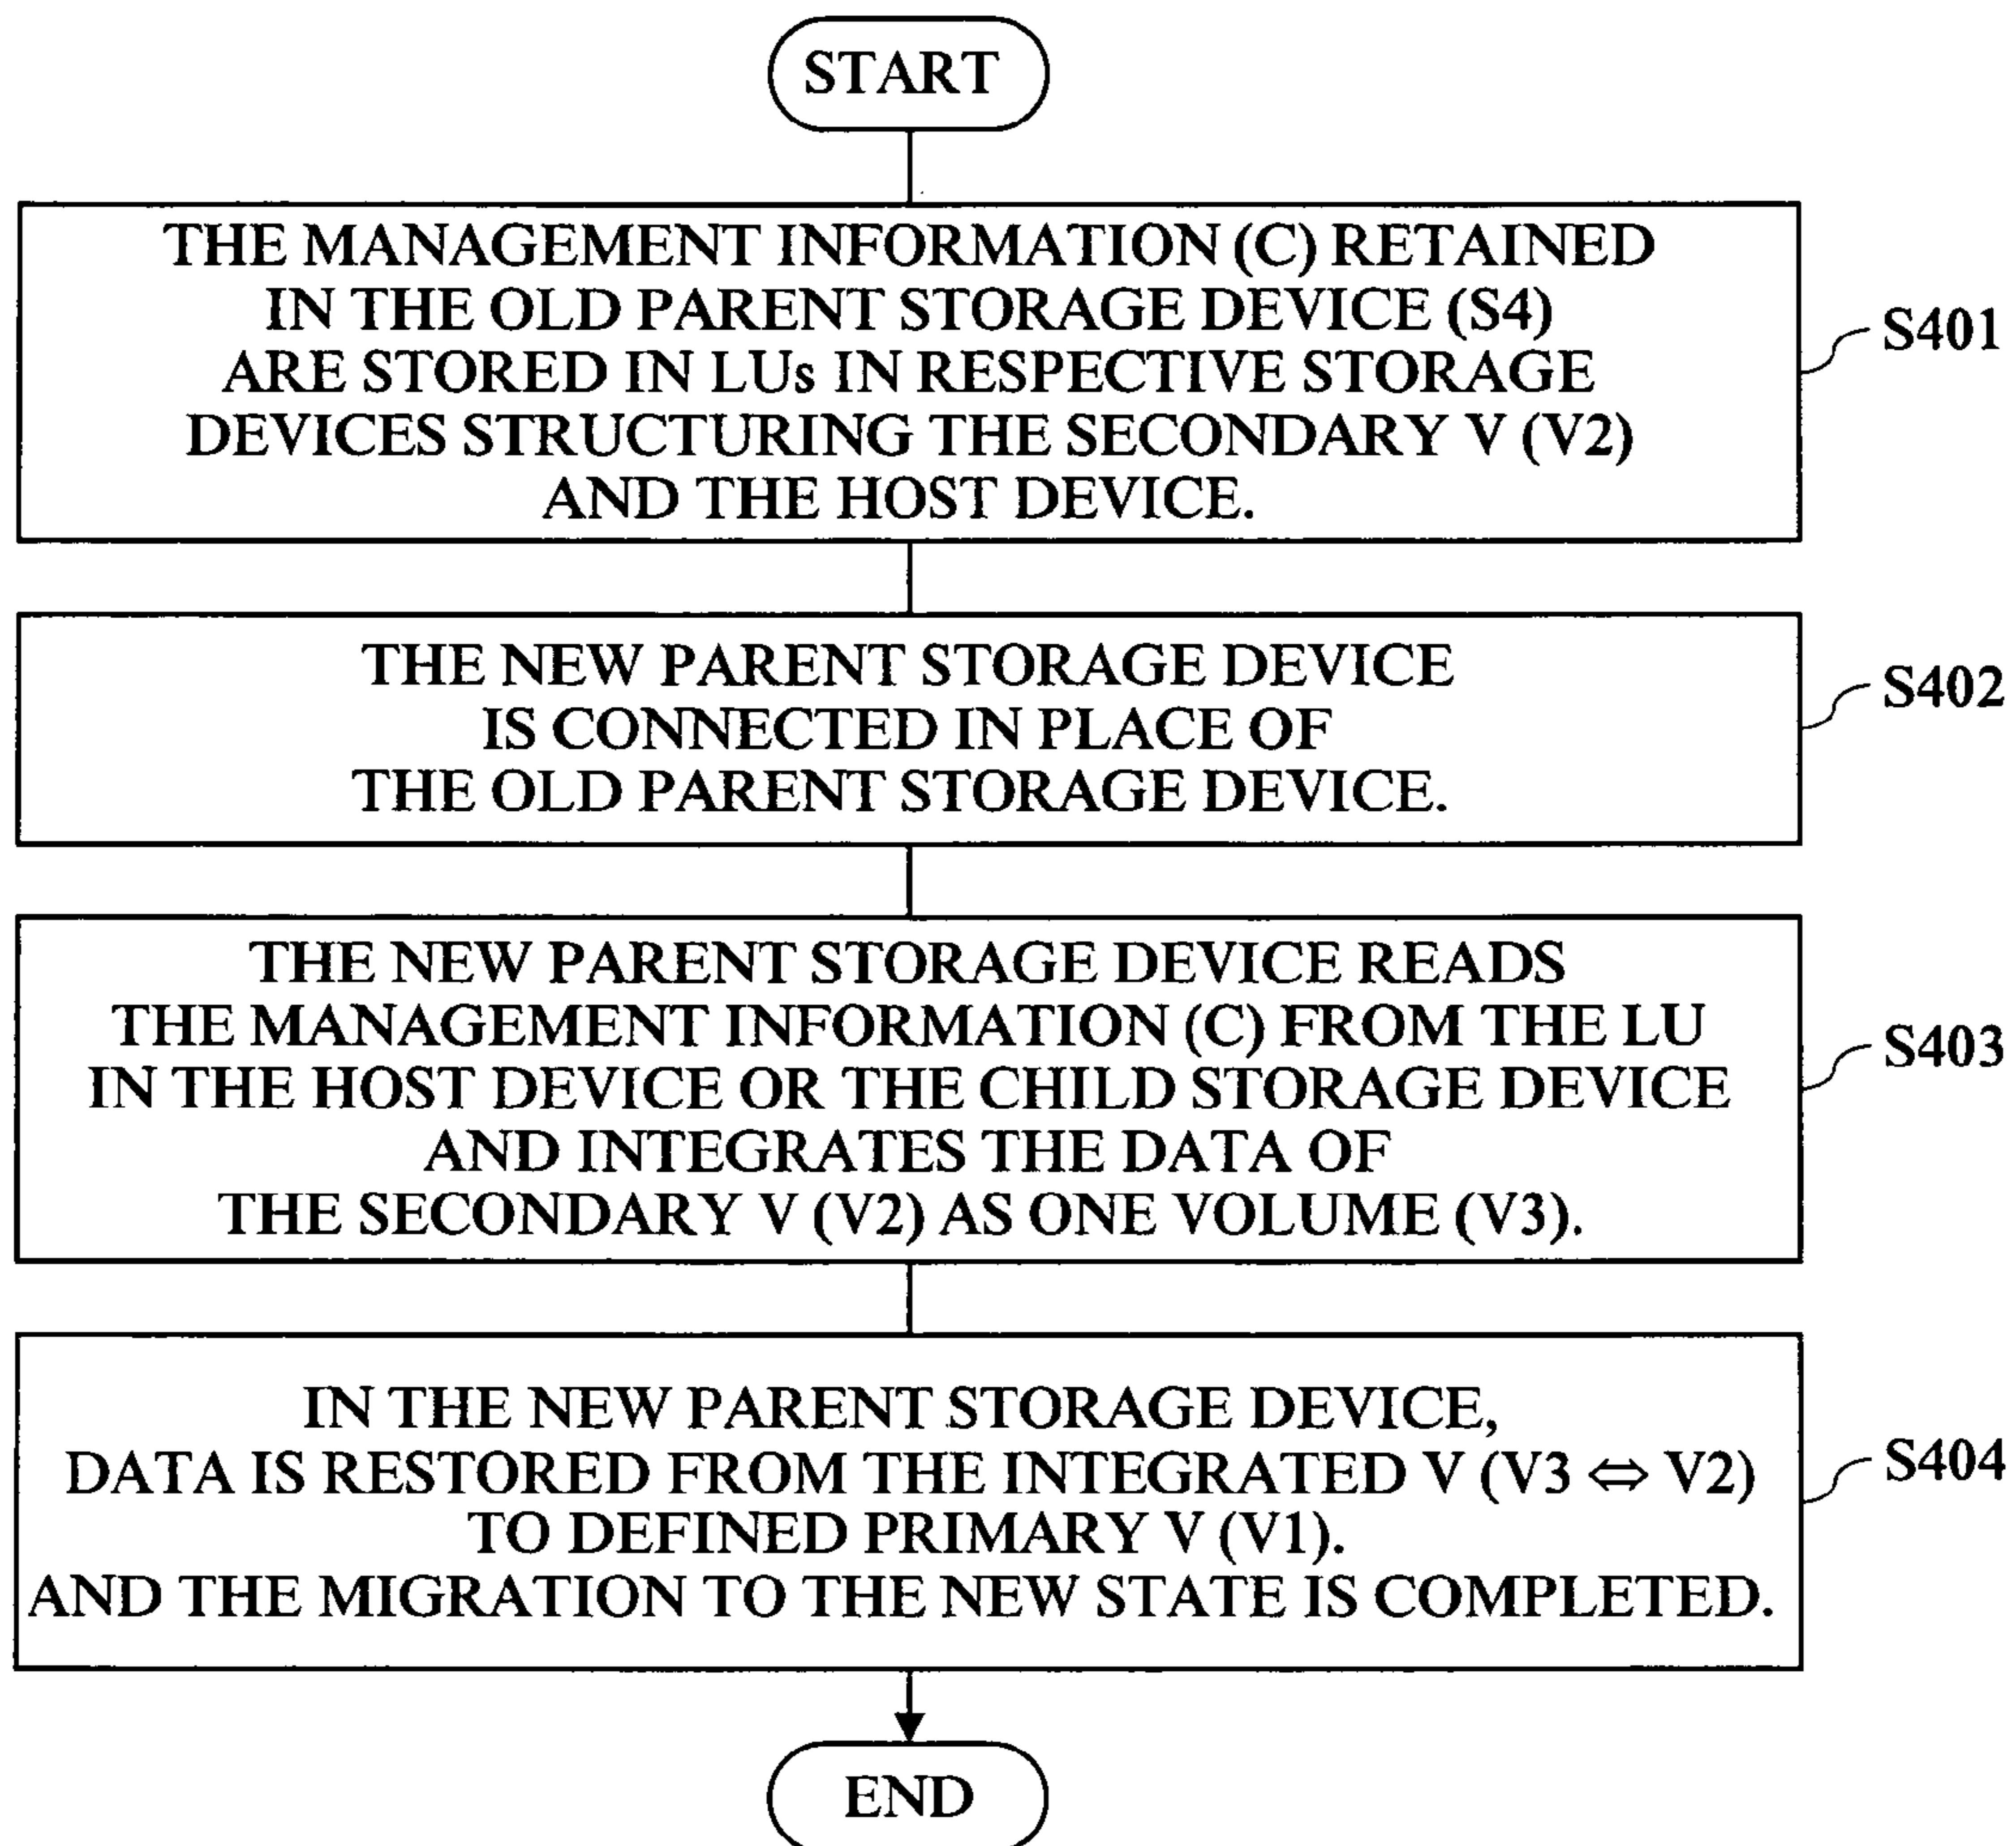 START
THE MANAGEMENT INFORMATION (C) RETAINED
IN THE OLD PARENT STORAGE DEVICE (S4)
ARE STORED IN LUs IN RESPECTIVE STORAGE
DEVICES STRUCTURING THE SECONDARY V (V2)
AND THE HOST DEVICE.
S401
THE NEW PARENT STORAGE DEVICE
IS CONNECTED IN PLACE OF
THE OLD PARENT STORAGE DEVICE.
S402
THE NEW PARENT STORAGE DEVICE READS
THE MANAGEMENT INFORMATION (C) FROM THE LU
IN THE HOST DEVICE OR THE CHILD STORAGE DEVICE
AND INTEGRATES THE DATA OF
THE SECONDARY V (V2) AS ONE VOLUME (V3).
S403
IN THE NEW PARENT STORAGE DEVICE,
DATA IS RESTORED FROM THE INTEGRATED V (V3 ⇔ V2)
TO DEFINED PRIMARY V (V1).
AND THE MIGRATION TO THE NEW STATE IS COMPLETED.
S404
END